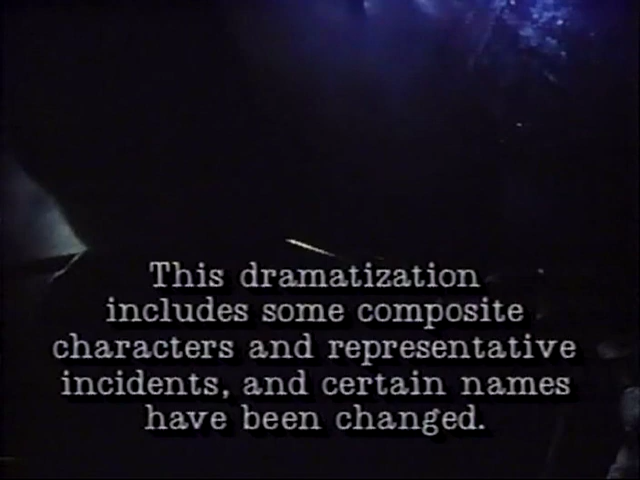 This dramatization
includes some composite
characters and representative
incidents, and certain names
have been changed.